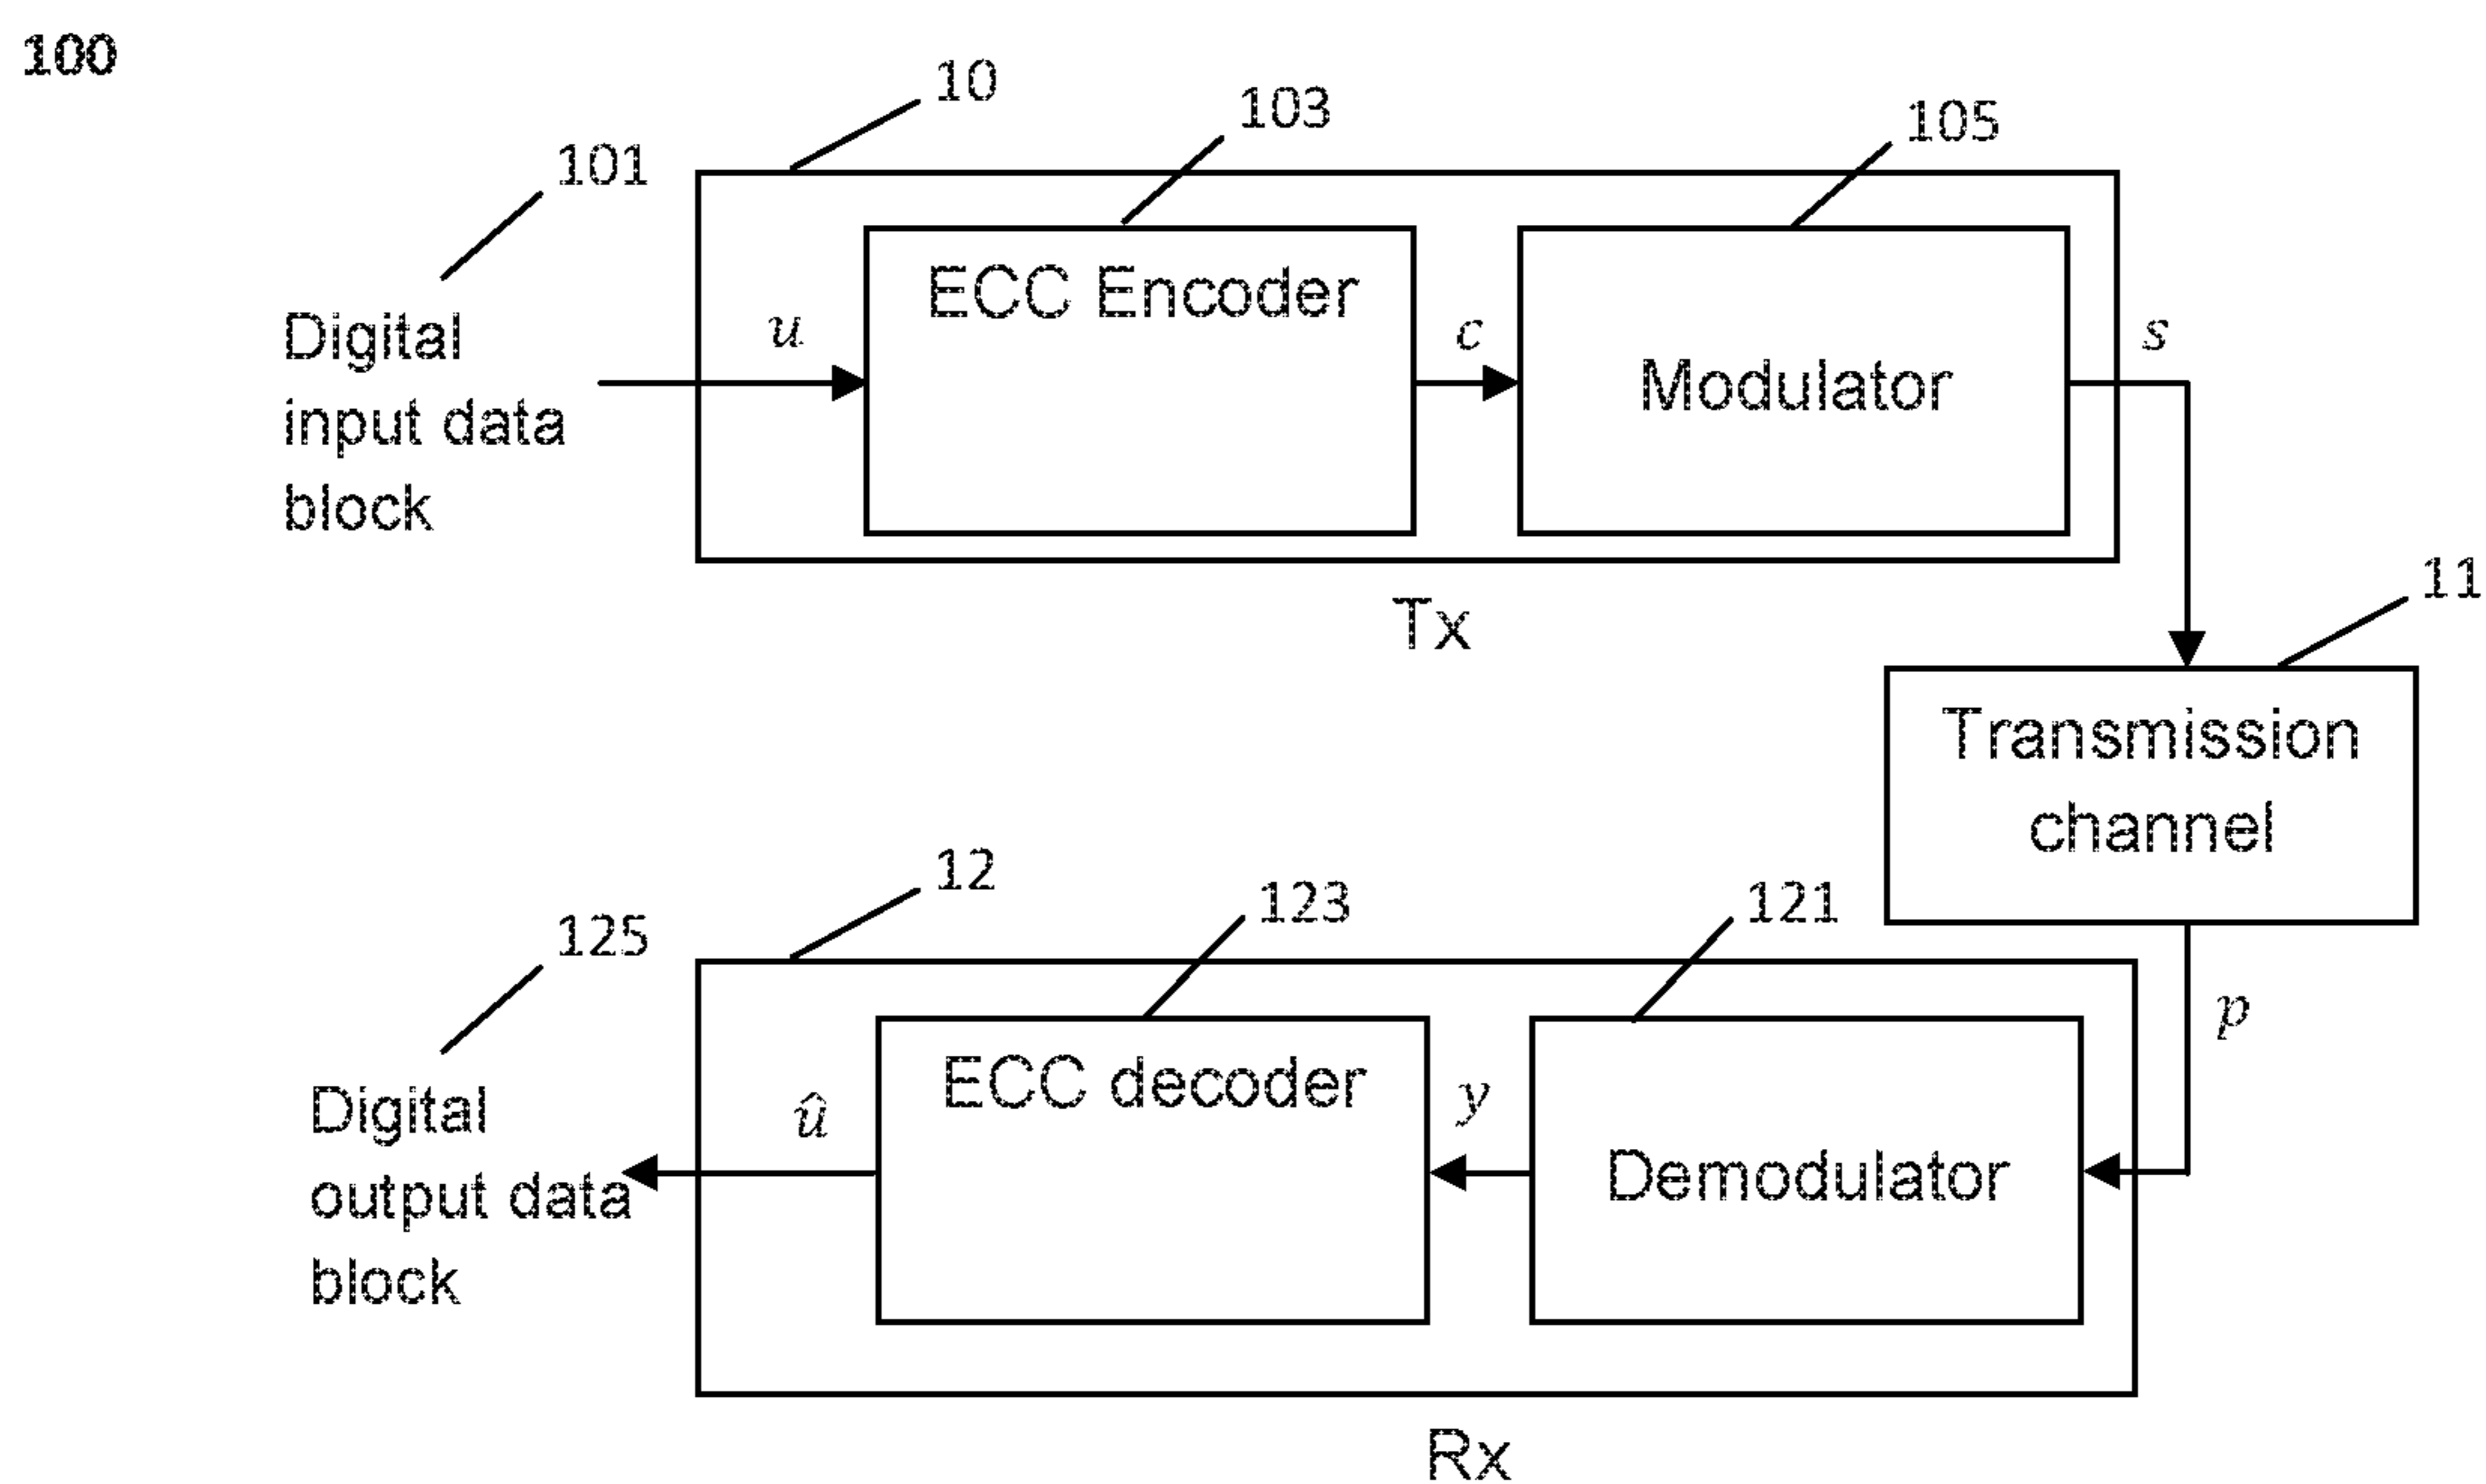 100
10
103
105
101
ECC Encoder
u
c
s
Digital
input data
block
Modulator
Tx
11
Transmission
channel
12
123
121
125
p
ECC decoder
û
y
Digital
output data
block
Demodulator
Rx